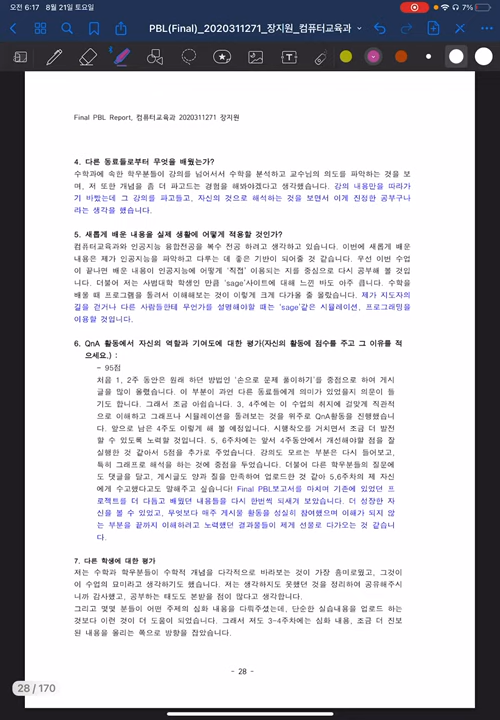 오전 6:17 8월 21일 토요일
7%
PBL(Final)_2020311271_장지원_컴퓨터교육과
Final PBL Report, 컴퓨터교육과 2020311271 장지원
4. 다른 동료들로부터 무엇을 배웠는가?
수학과에 속한 학우분들이 강의를 넘어서서 수학을 분석하고 교수님의 의도를 파악하는 것을 보
며, 저 또한 개념을 좀 더 파고드는 경험을 해봐야겠다고 생각했습니다. 강의 내용만을 따라가
기 바빴는데 그 강의를 파고들고, 자신의 것으로 해석하는 것을 보면서 이게 진정한 공부구나
라는 생각을 했습니다.
5. 새롭게 배운 내용을 실제 생활에 어떻게 적용할 것인가?
컴퓨터교육과와 인공지능 융합전공을 복수 전공 하려고 생각하고 있습니다. 이번에 새롭게 배운
내용은 제가 인공지능을 파악하고 다루는 데 좋은 기반이 되어줄 것 같습니다. 우선 이번 수업
이 끝나면 배운 내용이 인공지능에 어떻게 '직접' 이용되는 지를 중심으로 다시 공부해 볼 것입
니다. 더불어 저는 사범대학 학생인 만큼 'sage'사이트에 대해 느낀 바도 아주 큽니다. 수학을
배울 때 프로그램을 돌려서 이해해보는 것이 이렇게 크게 다가올 줄 몰랐습니다. 제가 지도자의
길을 걷거나 다른 사람들한테 무언가를 설명해야할 때는 'sage'같은 시뮬레이션, 프로그래밍을
이용할 것입니다.
6. QnA 활동에서 자신의 역할과 기여도에 대한 평가(자신의 활동에 점수를 주고 그 이유를 적
으세요.) :
- 95점
처음 1, 2주 동안은 원래 하던 방법인 '손으로 문제 풀이하기'를 중점으로 하여 게시
글을 많이 올렸습니다. 이 부분이 과연 다른 동료들에게 의미가 있었을지 의문이 들
기도 합니다. 그래서 조금 아쉽습니다. 3, 4주에는 이 수업의 취지에 걸맞게 직관적
으로 이해하고 그래프나 시뮬레이션을 돌려보는 것을 위주로 QnA활동을 진행했습니
다. 앞으로 남은 4주도 이렇게 해 볼 예정입니다. 시행착오를 거치면서 조금 더 발전
할 수 있도록 노력할 것입니다. 5, 6주차에는 앞서 4주동안에서 개선해야할 점을 잘
실행한 것 같아서 5점을 추가로 주었습니다. 강의도 모르는 부분은 다시 들어보고,
특히 그래프로 해석을 하는 것에 중점을 두었습니다. 더불어 다른 학우분들의 질문에
도 댓글을 달고, 게시글도 양과 질을 만족하여 업로드한 것 같아 5,6주차의 제 자신
에게 수고했다고도 말해주고 싶습니다! Final PBL보고서를 마치며 기존에 있었던 프
로젝트를 더 다듬고 배웠던 내용들을 다시 한번씩 되새겨 보았습니다. 더 성장한 자
신을 볼 수 있었고, 무엇보다 매주 게시물 활동을 성실히 참여했으며 이해가 되지 않
는 부분을 끝까지 이해하려고 노력했던 결과물들이 제게 선물로 다가오는 것 같습니
다.
7. 다른 학생에 대한 평가
저는 수학과 학우분들이 수학적 개념을 다각적으로 바라보는 것이 가장 흥미로웠고, 그것이
이 수업의 묘미라고 생각하기도 했습니다. 저는 생각하지도 못했던 것을 정리하여 공유해주시
니까 감사했고, 공부하는 태도도 본받을 점이 많다고 생각합니다.
그리고 몇몇 분들이 어떤 주제의 심화 내용을 다뤄주셨는데, 단순한 실습내용을 업로드 하는
것보다 이런 것이 더 도움이 되었습니다. 그래서 저도 3-4주차에는 심화 내용, 조금 더 진보
된 내용을 올리는 쪽으로 방향을 잡았습니다.
- 28 -
28 / 170